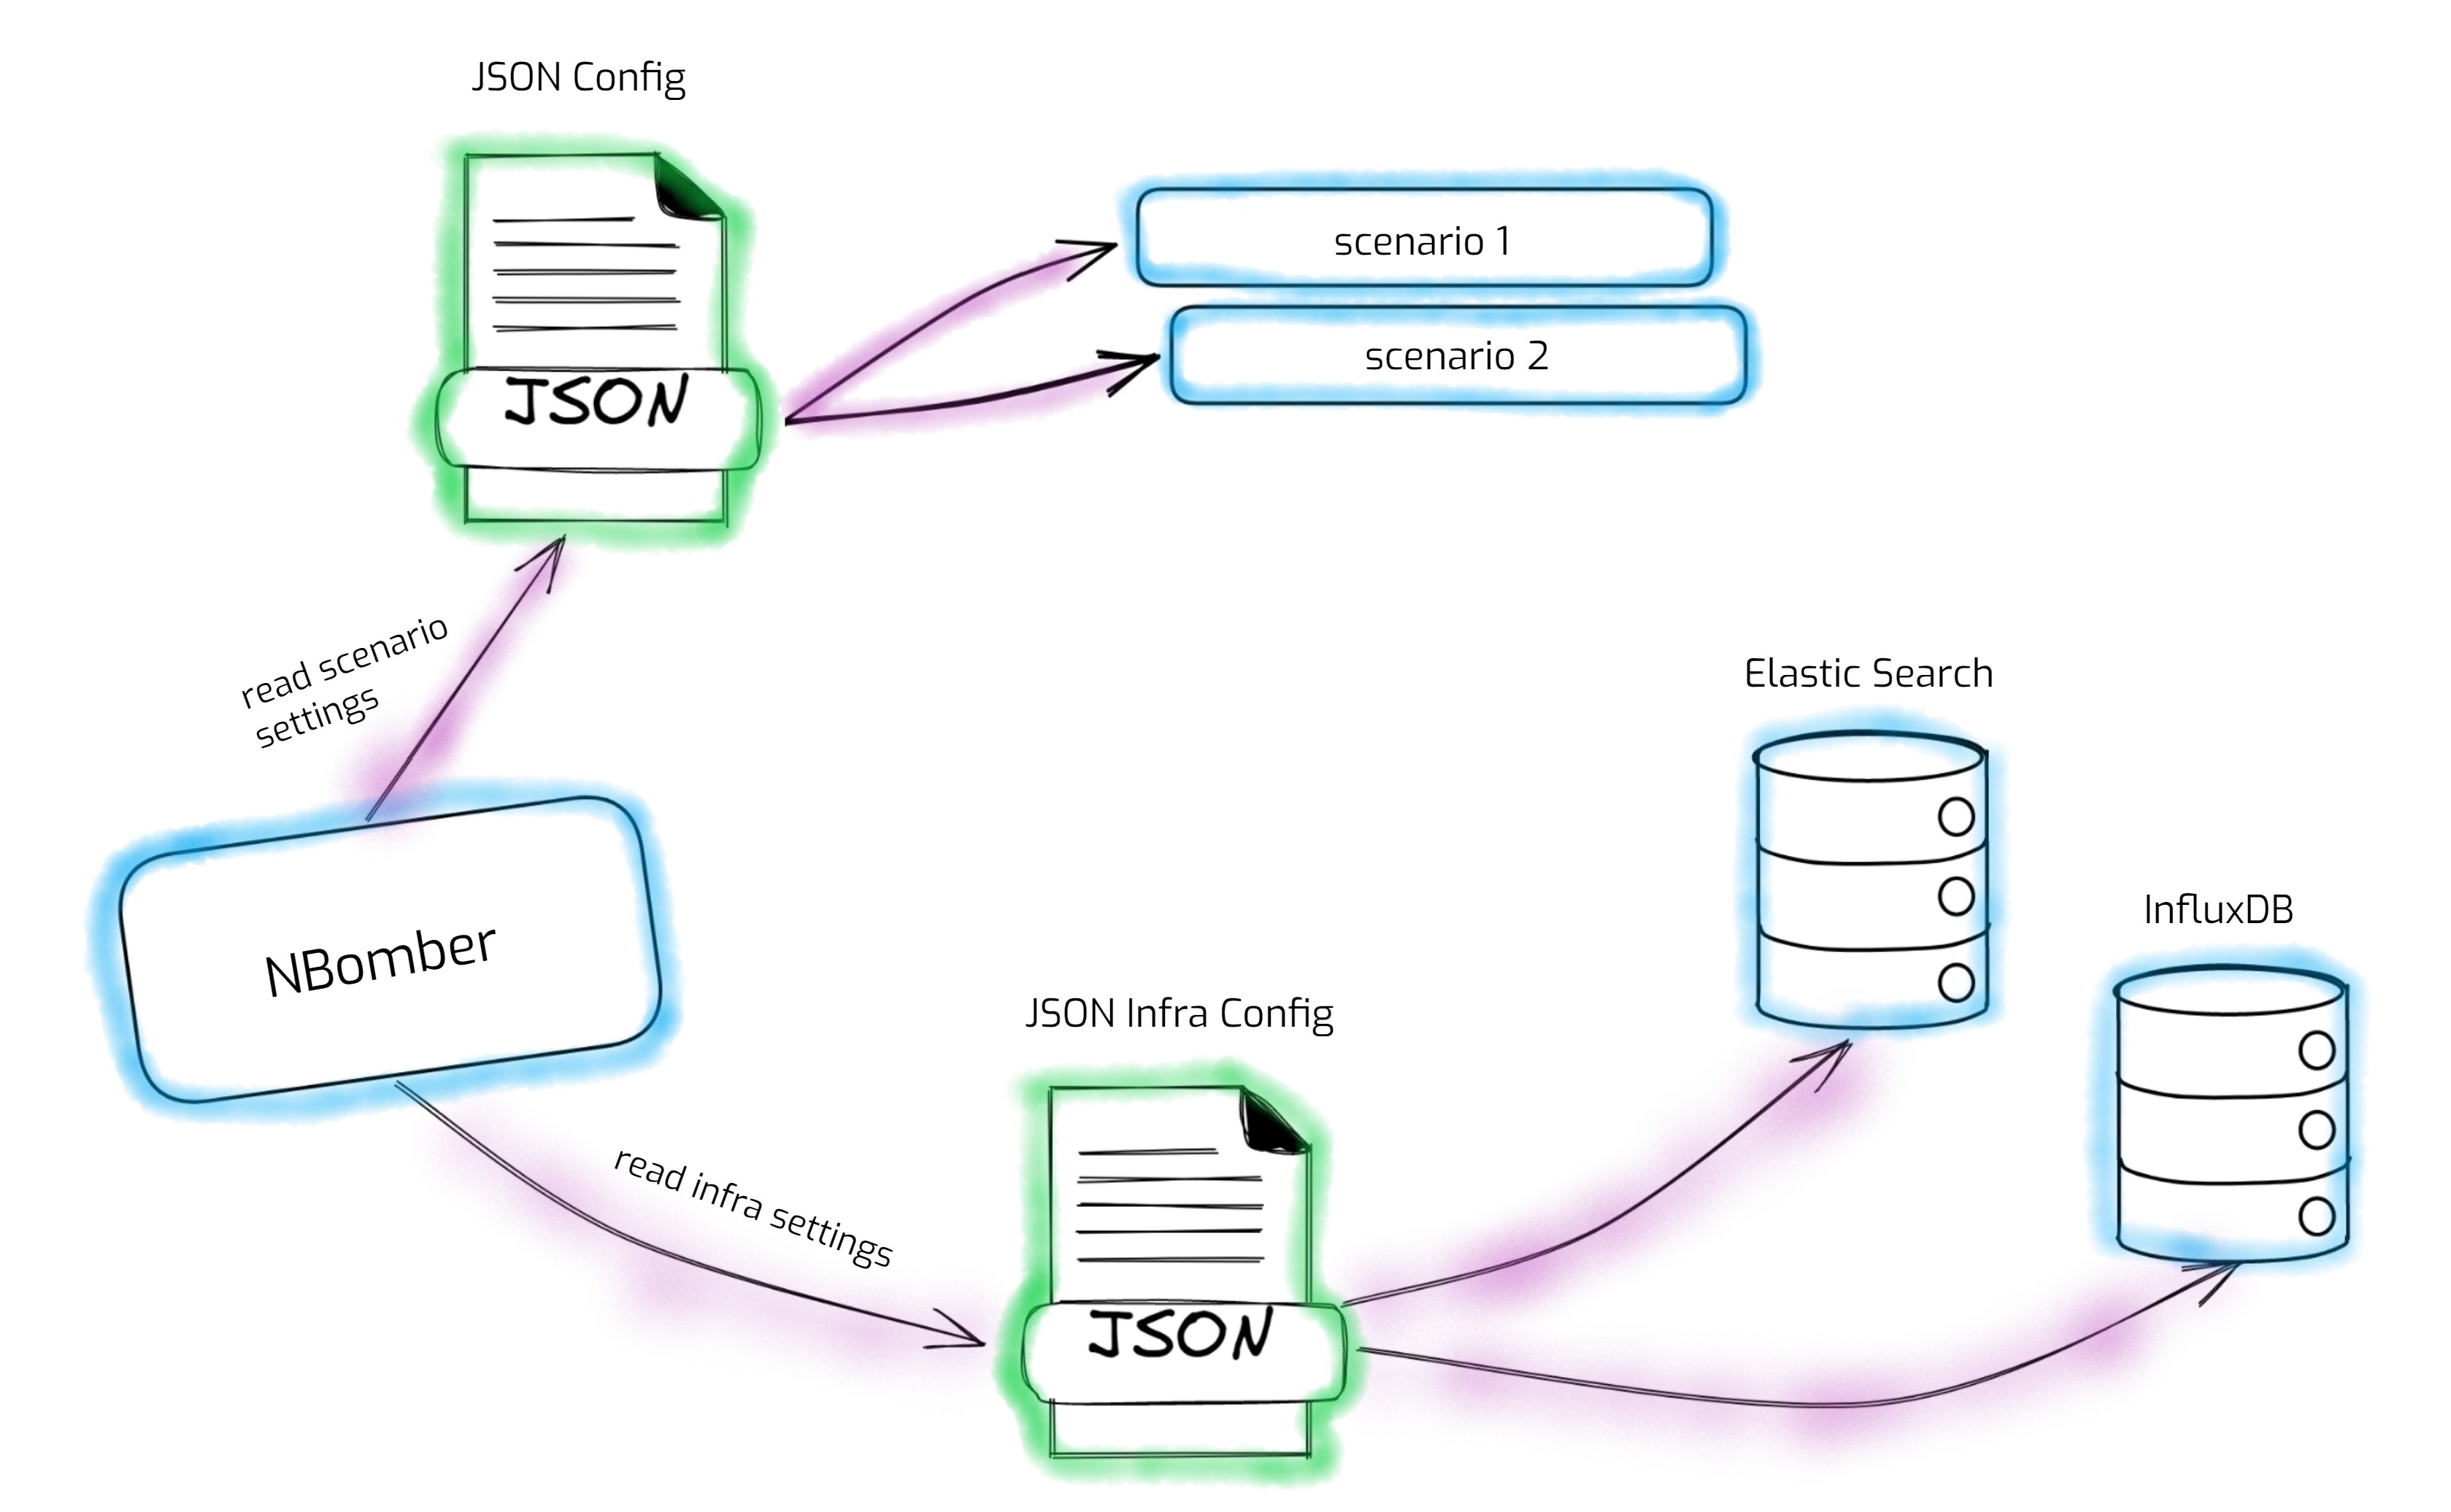 JSON Config
JSON
scenario 1
scenario 2
read scenario
settings
NBomber
Elastic Search
InfluxDB
JSON Infra Config
read infra settings
JSON